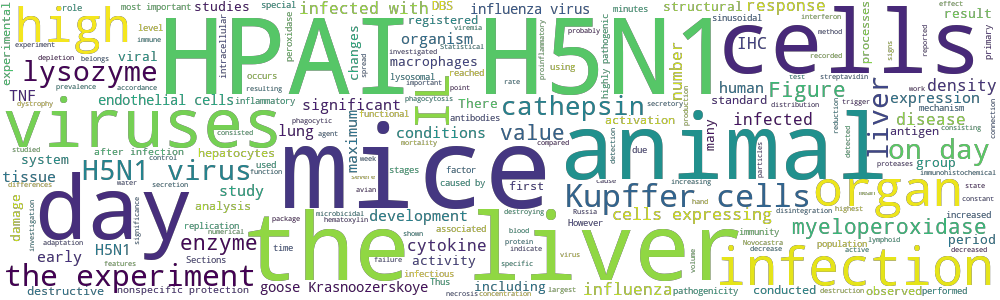 experimental role most important studies infected with DBS influenza virus special structural response result
high HPAI H5N1 cells
level registered minutes IHC
experiment immune viral intracellular peroxidase organism changes proinflammatory highly pathogenic using number sinusoidal processes interferon effect primary
depletion belongs macrophages investigated method reported
lysozyme occurs viremia spread lysosomal reached human density signs
prevalence accordance resulting important rate test streptavidin recorded
TNF endothelial cells significant phagocytosis There secretory production standard distribution trigger work expression
dystrophy inflammatory point cathepsin Figure reduction mechanism
viruses IL liver
consisted phagocytic functional antibodies activation detection disease connection
studied lung conditions value many infected detected antigen consisting
after infection agent mortality compared due particles proteases immunohistochemical
system hepatocytes maximum on day
control stages week
H5N1 virus mice animal
tissue used function factor severe cause increasing group
differences water secretion study caused by avian first Kupffer cells organ state
damage significance analysis package hand disintegration highest constant
investigation microbicidal hematoxylin development cells expressing
day replication numerical Russia myeloperoxidase increased
adaptation H5N1 enzyme shown associated However immunity Novocastra population lymphoid period
early features time blood cytokine destroying decrease active decreased
the experiment Sections failure protein activity indicate virus the liver volume infection
Thus specific
destructive nonspecific protection goose Krasnoozerskoye infectious including influenza pathogenicity conducted destruction observed performed
necrosis concentration largest